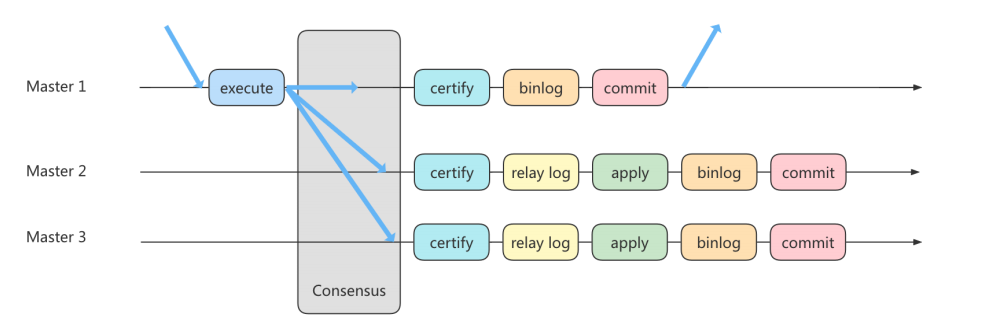 Master 1
execute
certify
binlog
commit
Master 2
certify
relay log
apply
binlog
commit
Master 3
certify
relay log
apply
binlog
commit
Consensus